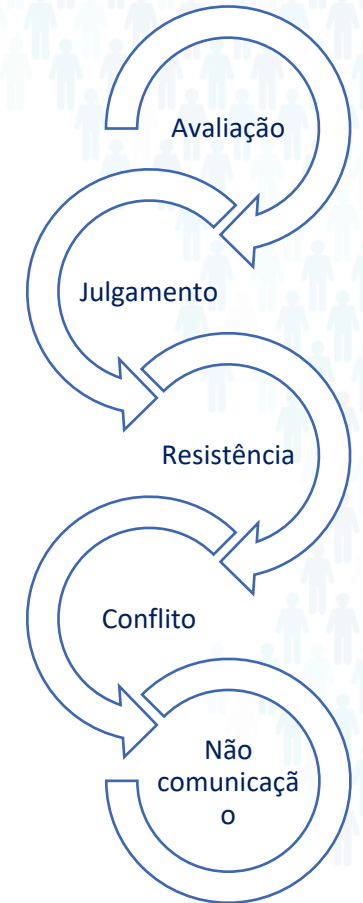 Avaliação
Julgamento
Resistência
Conflito
Não
comunicaçã
o